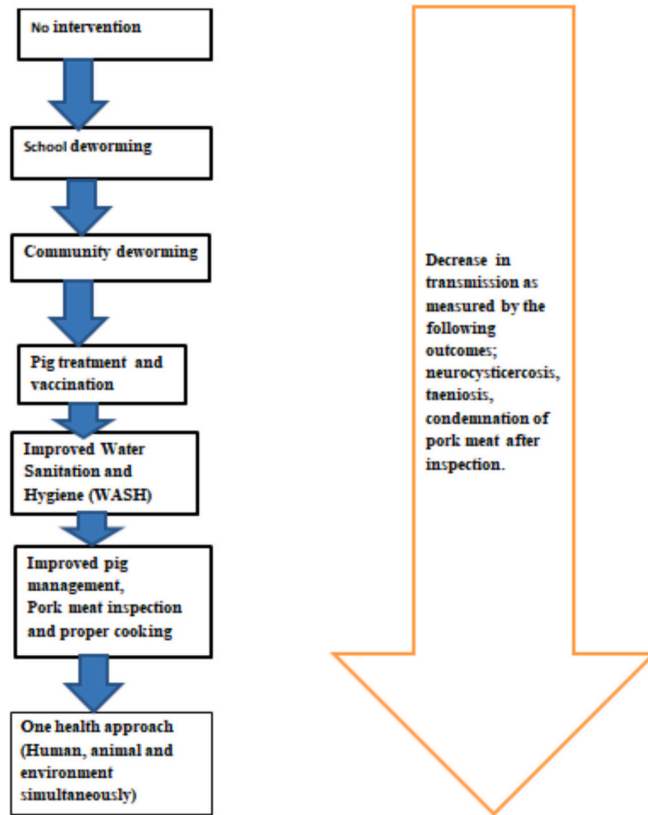 No intervention
School deworming
Community deworming
Pig treatment and
vaccination
Improved Water
Sanitation and
Hygiene (WASH)
Improved pig
management,
Pork meat inspection
and proper cooking
One health approach
(Human, animal and
environment
simultaneously)
Decrease in
transmission as
measured by the
following
outcomes;
neurocysticercosis,
taeniosis,
condemnation of
pork meat after
inspection.